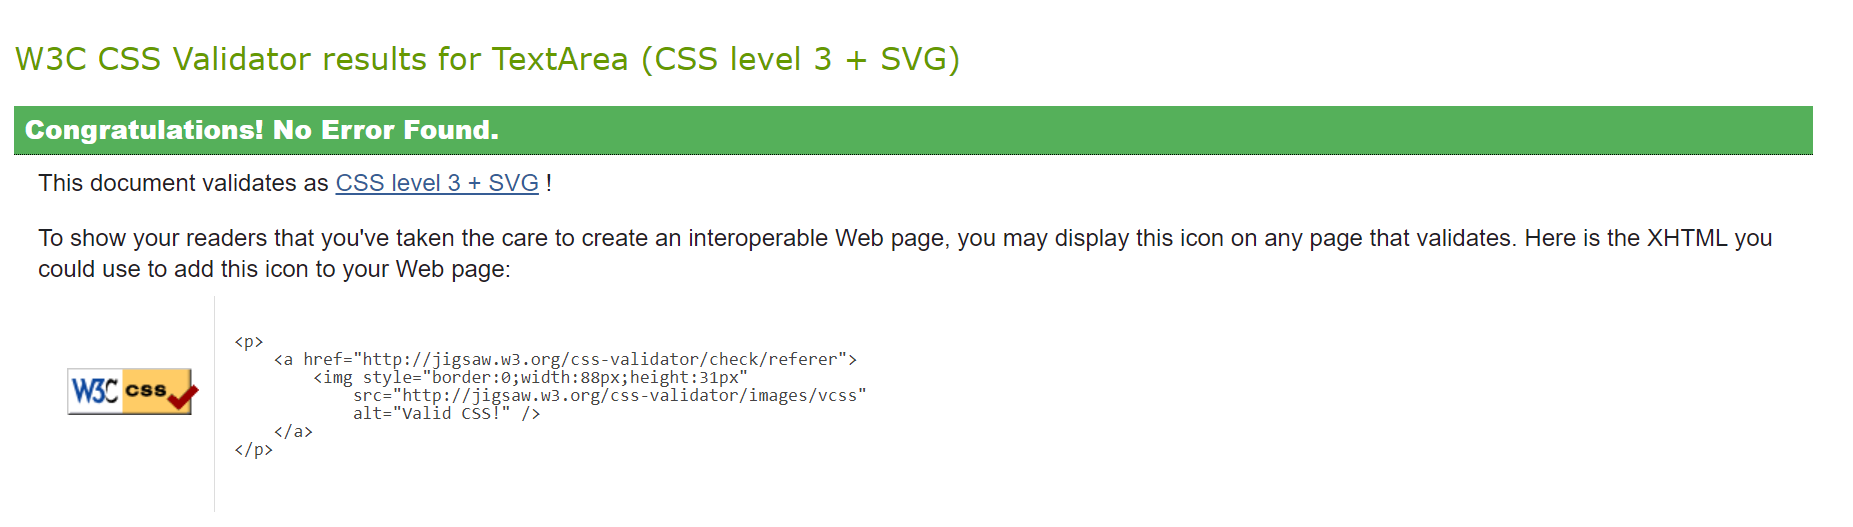 W3C CSS Validator results for TextArea (CSS level 3 + SVG)
Congratulations! No Error Found.
This document validates as CSS level 3 + SVG !
To show your readers that you've taken the care to create an interoperable Web page, you may display this icon on any page that validates. Here is the XHTML you
could use to add this icon to your Web page:
W3C css
<p>
    <a href="http://jigsaw.w3.org/css-validator/check/referer">
        <img style="border:0;width:88px;height:31px"
            src="http://jigsaw.w3.org/css-validator/images/vcss"
            alt="Valid CSS!" />
    </a>
</p>